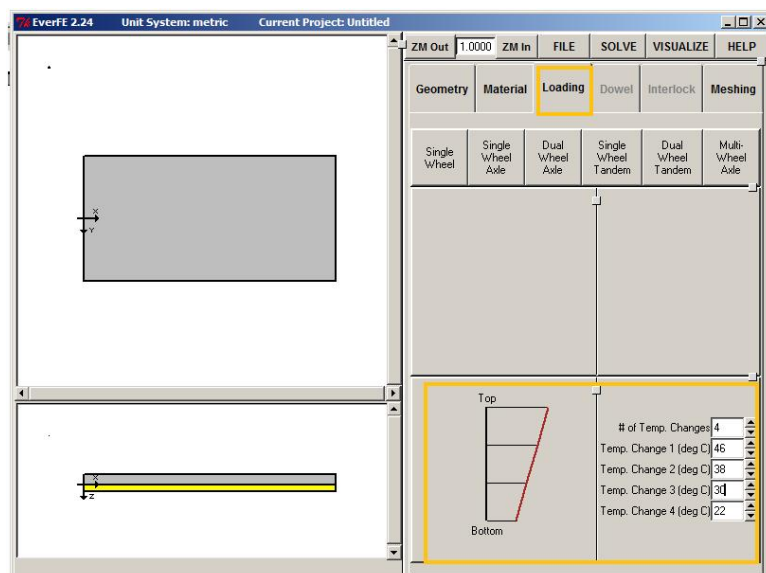 EverFE 2.24 Unit System: metric Current Project: Untitled
ZM Out 1.0000 ZM In FILE SOLVE VISUALIZE HELP
Geometry Material Loading Dowel Interlock Meshing
Single Wheel
Single Wheel Axle
Dual Wheel Axle
Single Wheel Tandem
Dual Wheel Tandem
Multi-Wheel Axle
X
Y
X
Z
Top
Bottom
# of Temp. Changes 4
Temp. Change 1 (deg C) 46
Temp. Change 2 (deg C) 38
Temp. Change 3 (deg C) 30
Temp. Change 4 (deg C) 22